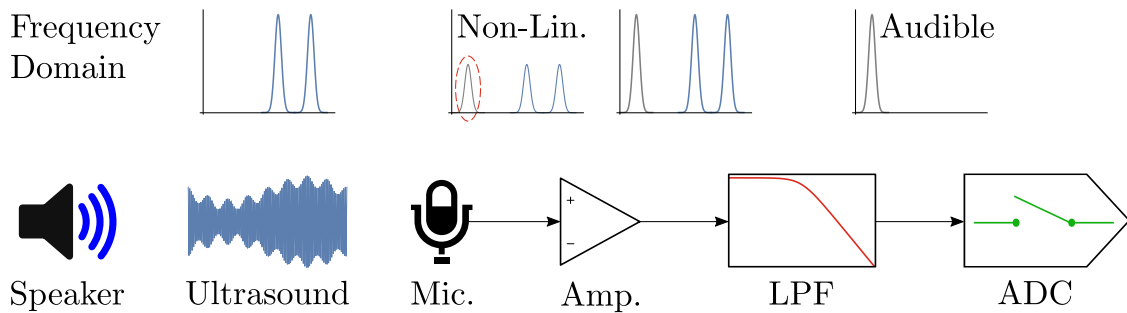 Frequency
Domain
Non-Lin.
Audible
+
−
Speaker
Ultrasound
Mic.
Amp.
LPF
ADC